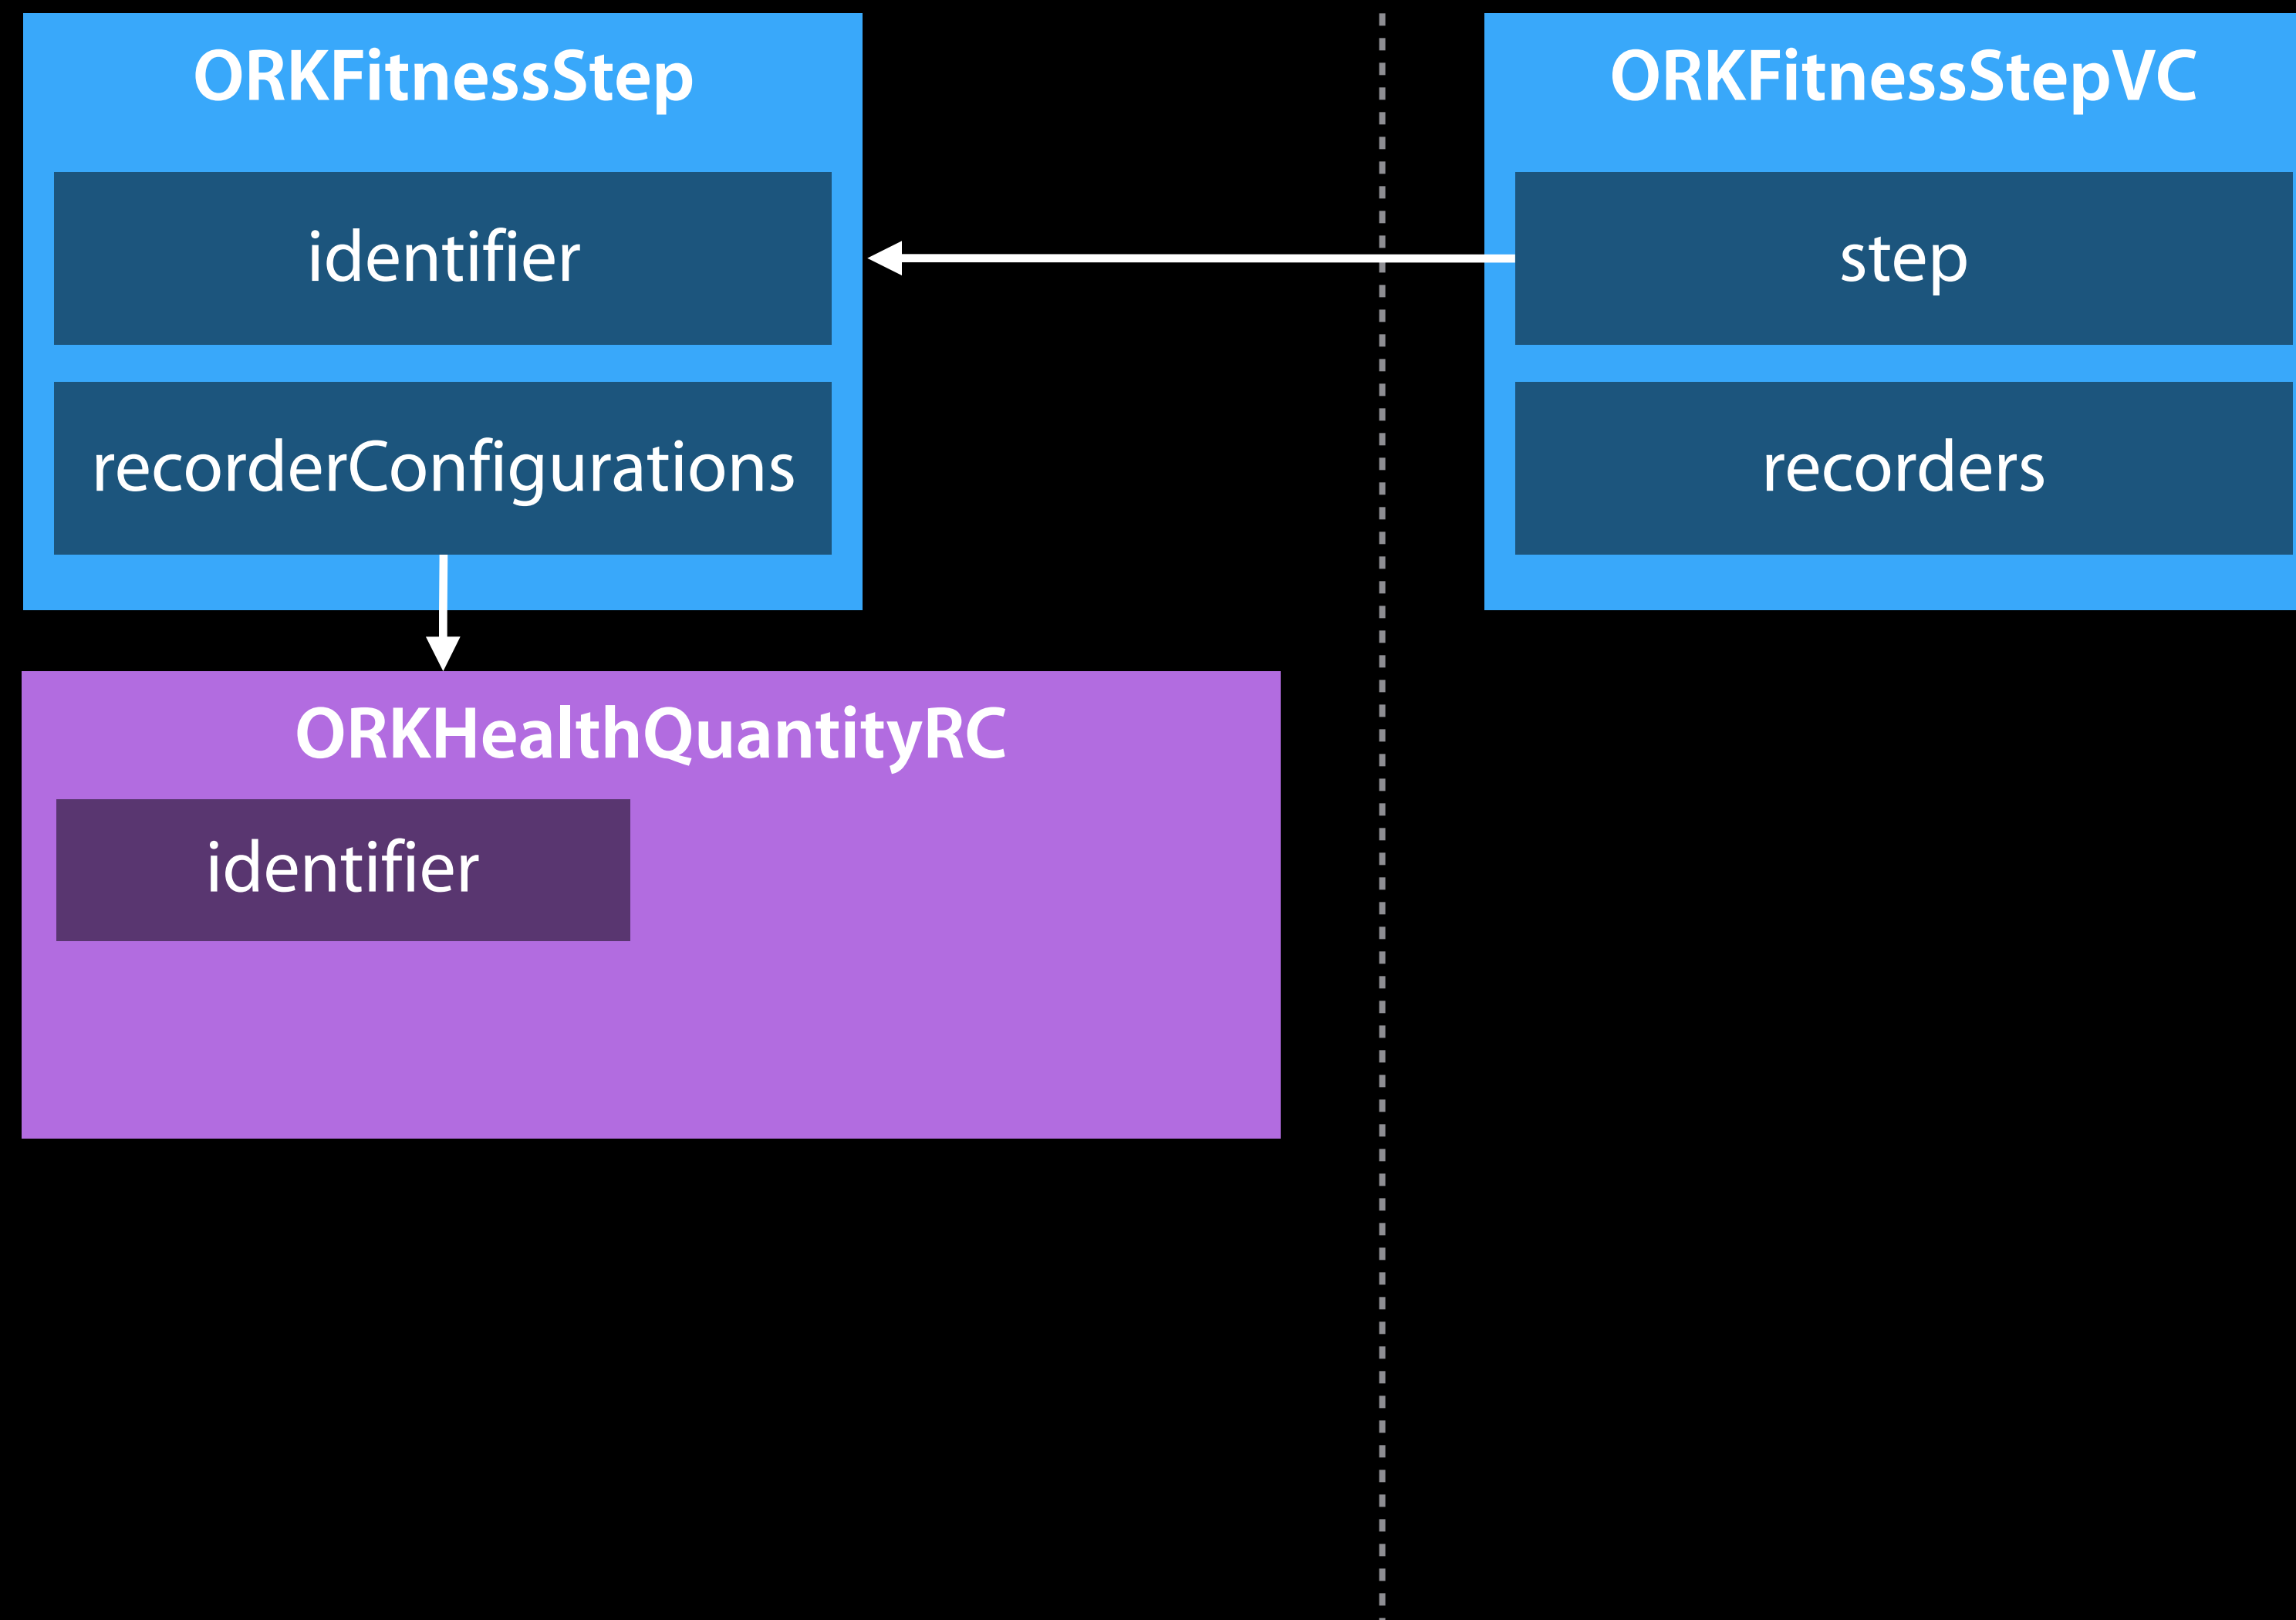 ORKFitnessStep
identifier
recorderConfigurations
ORKFitnessStepVC
step
recorders
ORKHealthQuantityRC
identifier